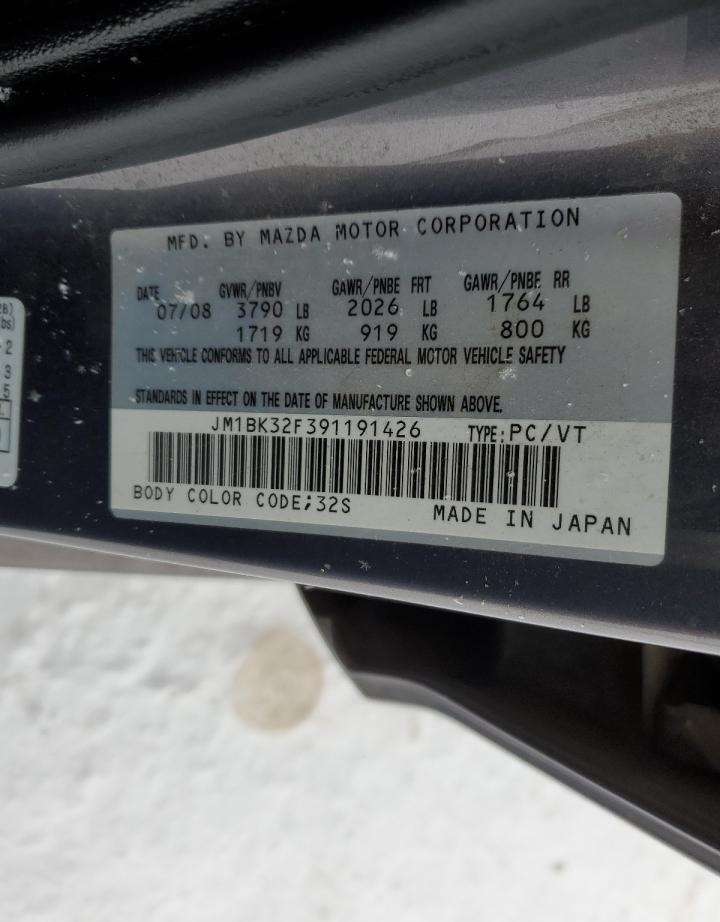 MFD. BY MAZDA MOTOR CORPORATION
DATE GVWR/PNBV GAWR/PNBE FRT GAWR/PNBE RR
07/08 3790 LB 2026 LB 1764 LB
1719 KG 919 KG 800 KG
THIS VEHICLE CONFORMS TO ALL APPLICABLE FEDERAL MOTOR VEHICLE SAFETY
STANDARDS IN EFFECT ON THE DATE OF MANUFACTURE SHOWN ABOVE.
JM1BK32F391191426 TYPE:PC/VT
BODY COLOR CODE;32S MADE IN JAPAN